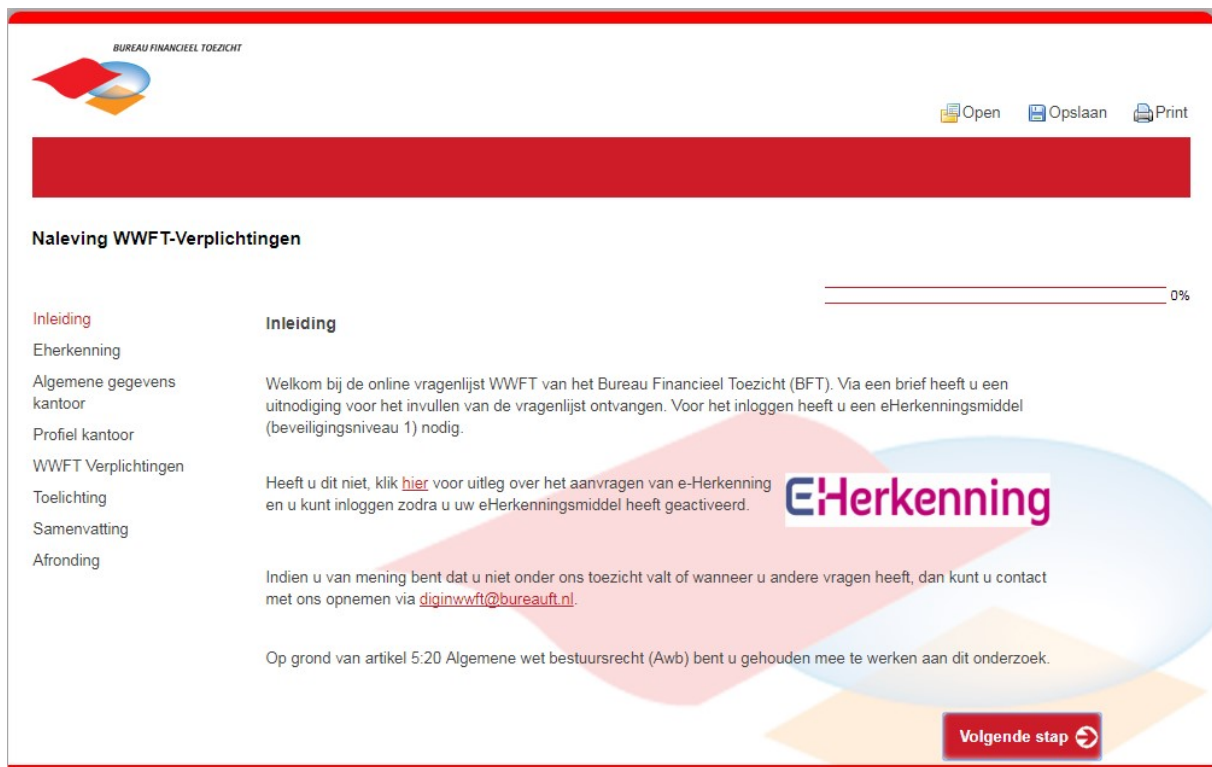 BUREAU FINANCIEEL TOEZICHT
Open Opslaan Print
Naleving WWFT-Verplichtingen
0%
Inleiding
Eherkenning
Algemene gegevens
kantoor
Profiel kantoor
WWFT Verplichtingen
Toelichting
Samenvatting
Afronding
Inleiding
Welkom bij de online vragenlijst WWFT van het Bureau Financieel Toezicht (BFT). Via een brief heeft u een
uitnodiging voor het invullen van de vragenlijst ontvangen. Voor het inloggen heeft u een eHerkenningsmiddel
(beveiligingsniveau 1) nodig.
Heeft u dit niet, klik hier voor uitleg over het aanvragen van e-Herkenning
en u kunt inloggen zodra u uw eHerkenningsmiddel heeft geactiveerd.
eHerkenning
Indien u van mening bent dat u niet onder ons toezicht valt of wanneer u andere vragen heeft, dan kunt u contact
met ons opnemen via diginwwft@bureauft.nl.
Op grond van artikel 5:20 Algemene wet bestuursrecht (Awb) bent u gehouden mee te werken aan dit onderzoek.
Volgende stap